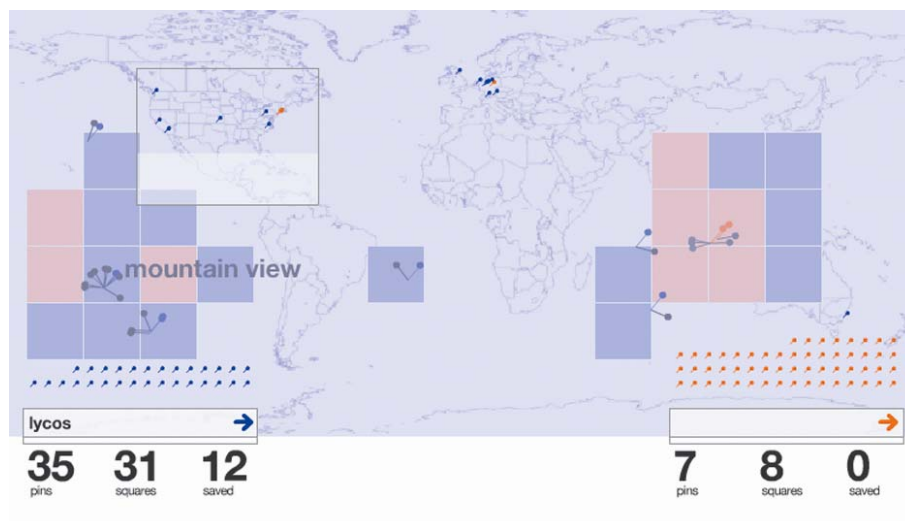 mountain view
lycos
35 31 12
pins squares saved
7 8 0
pins squares saved